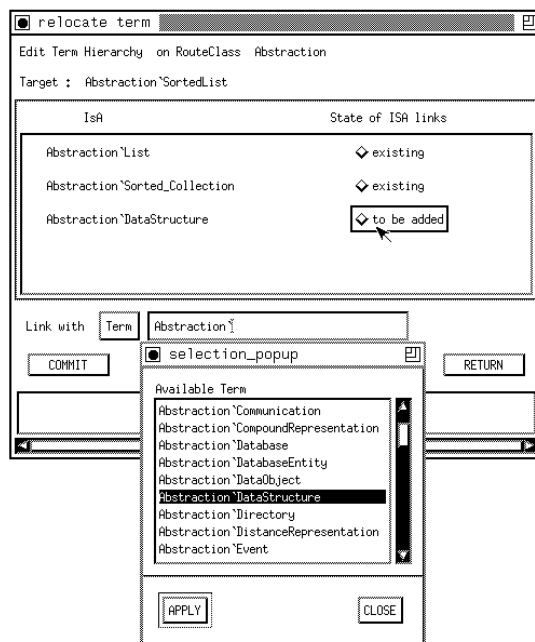 relocate term
Edit Term Hierarchy on RouteClass Abstraction
Target : Abstraction`SortedList
IsA State of ISA links
Abstraction`List existing
Abstraction`Sorted_Collection existing
Abstraction`DataStructure to be added
Link with Term Abstraction`
COMMIT RETURN
selection_popup
Available Term
Abstraction`Communication
Abstraction`CompoundRepresentation
Abstraction`Database
Abstraction`DatabaseEntity
Abstraction`DataObject
Abstraction`DataStructure
Abstraction`Directory
Abstraction`DistanceRepresentation
Abstraction`Event
APPLY CLOSE